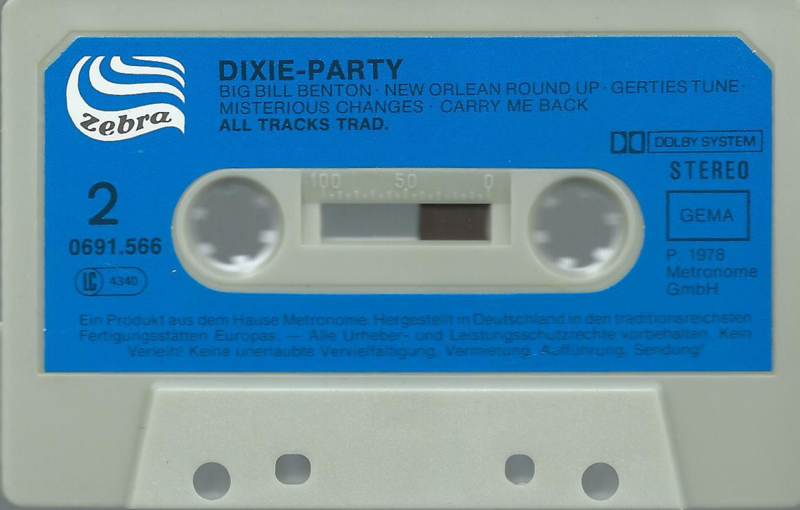 Zebra
DIXIE-PARTY
BIG BILL BENTON · NEW ORLEAN ROUND UP · GERTIES TUNE ·
MISTERIOUS CHANGES · CARRY ME BACK
ALL TRACKS TRAD.
DOLBY SYSTEM
STEREO
100 50 0
2
GEMA
0691.566
LC 4340
P. 1978
Metronome
GmbH
Ein Produkt aus dem Hause Metronome. Hergestellt in Deutschland in den traditionsreichsten
Fertigungsstätten Europas. — Alle Urheber- und Leistungsschutzrechte vorbehalten. Kein
Verleih! Keine unerlaubte Vervielfältigung, Vermietung, Aufführung, Sendung!